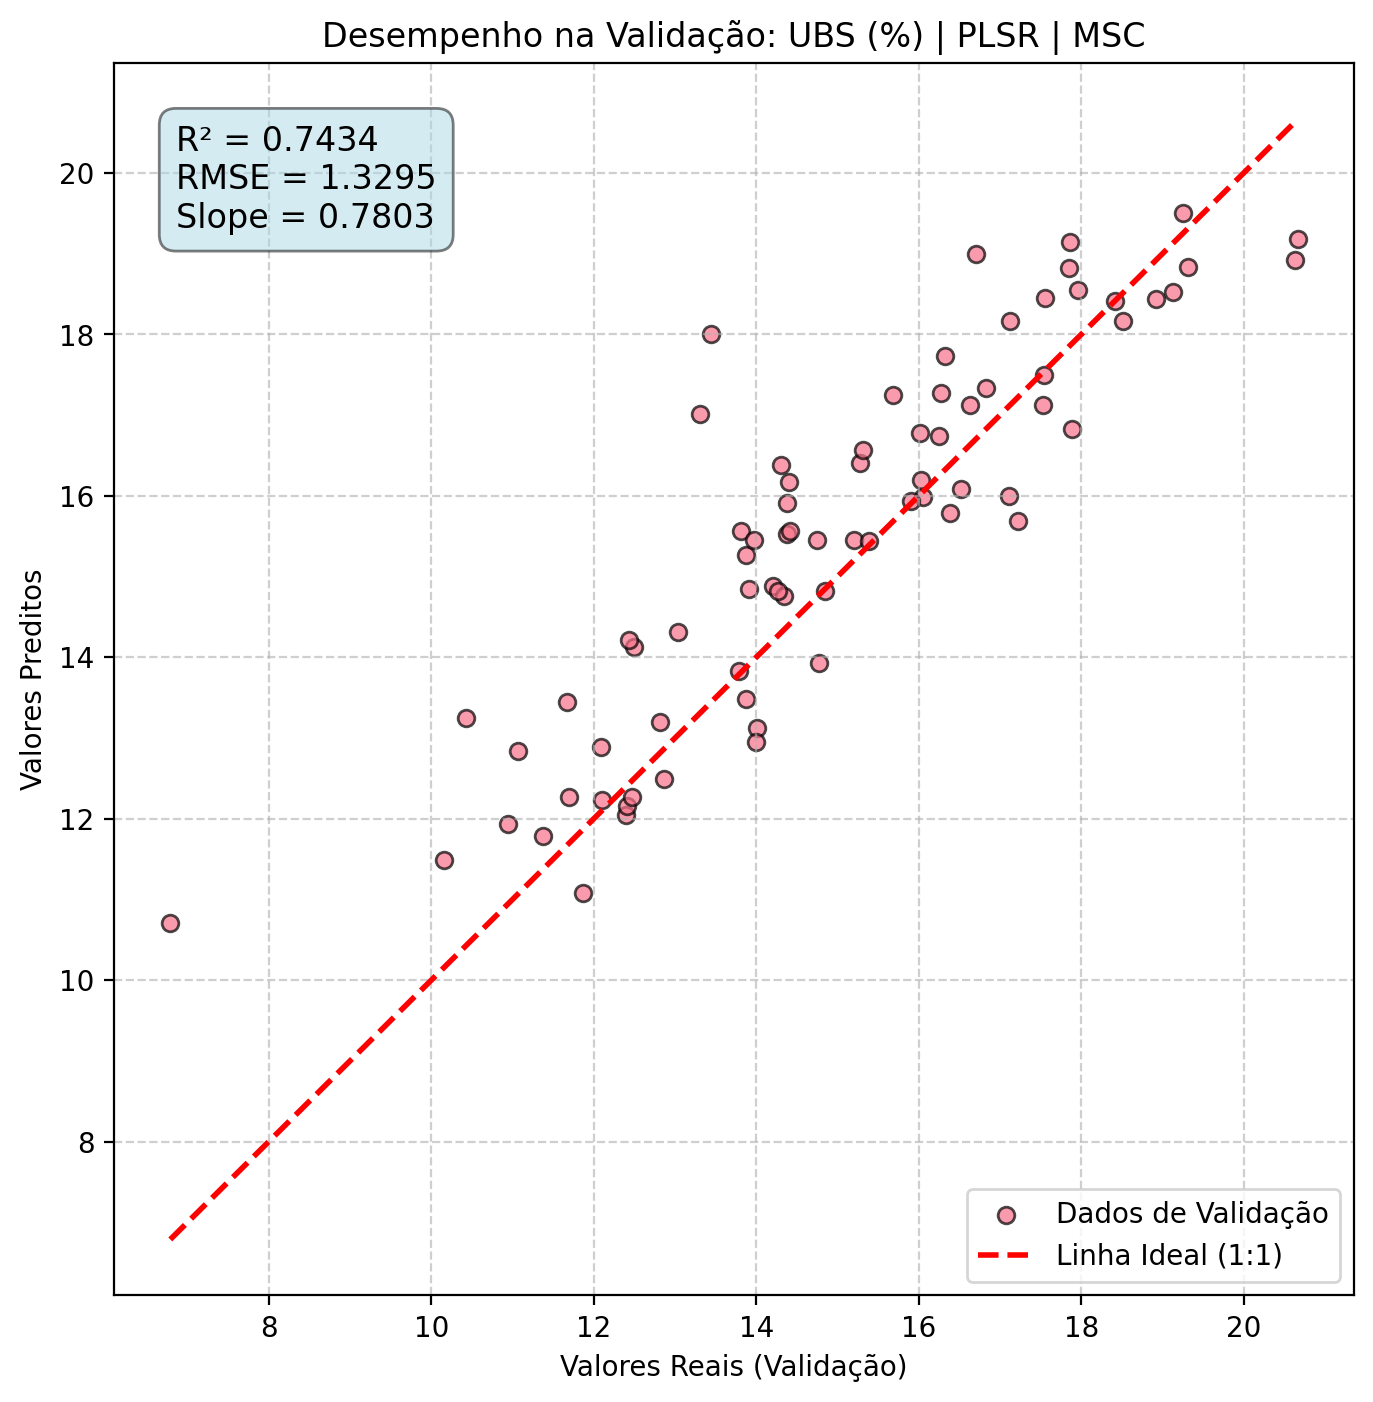 Desempenho na Validação: UBS (%) | PLSR | MSC
R² = 0.7434
RMSE = 1.3295
Slope = 0.7803
20
18
16
14
12
10
8
Valores Preditos
Dados de Validação
Linha Ideal (1:1)
8 10 12 14 16 18 20
Valores Reais (Validação)